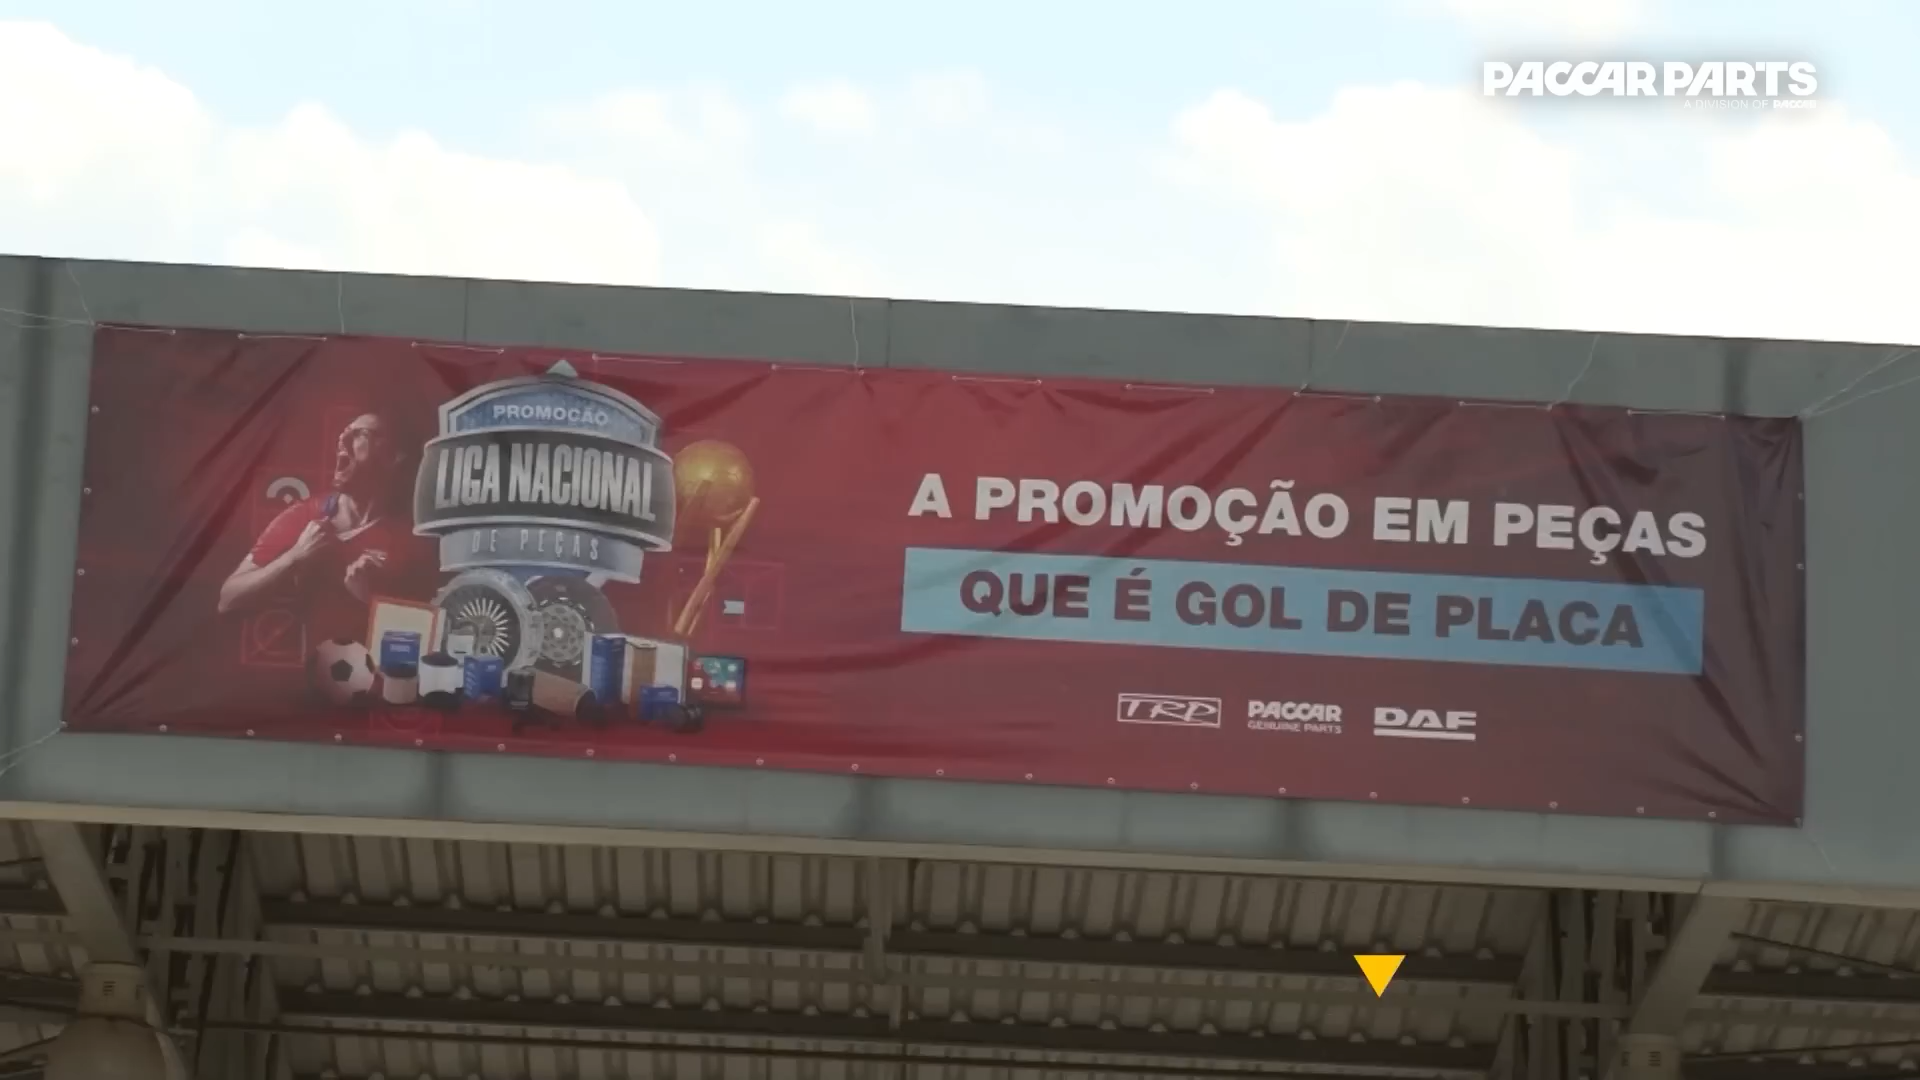 PACCAR PARTS
A DIVISION OF PACCAR
PROMOÇÃO
LIGA NACIONAL
DE PEÇAS
A PROMOÇÃO EM PEÇAS
QUE É GOL DE PLACA
TRP
PACCAR
GENUINE PARTS
DAF